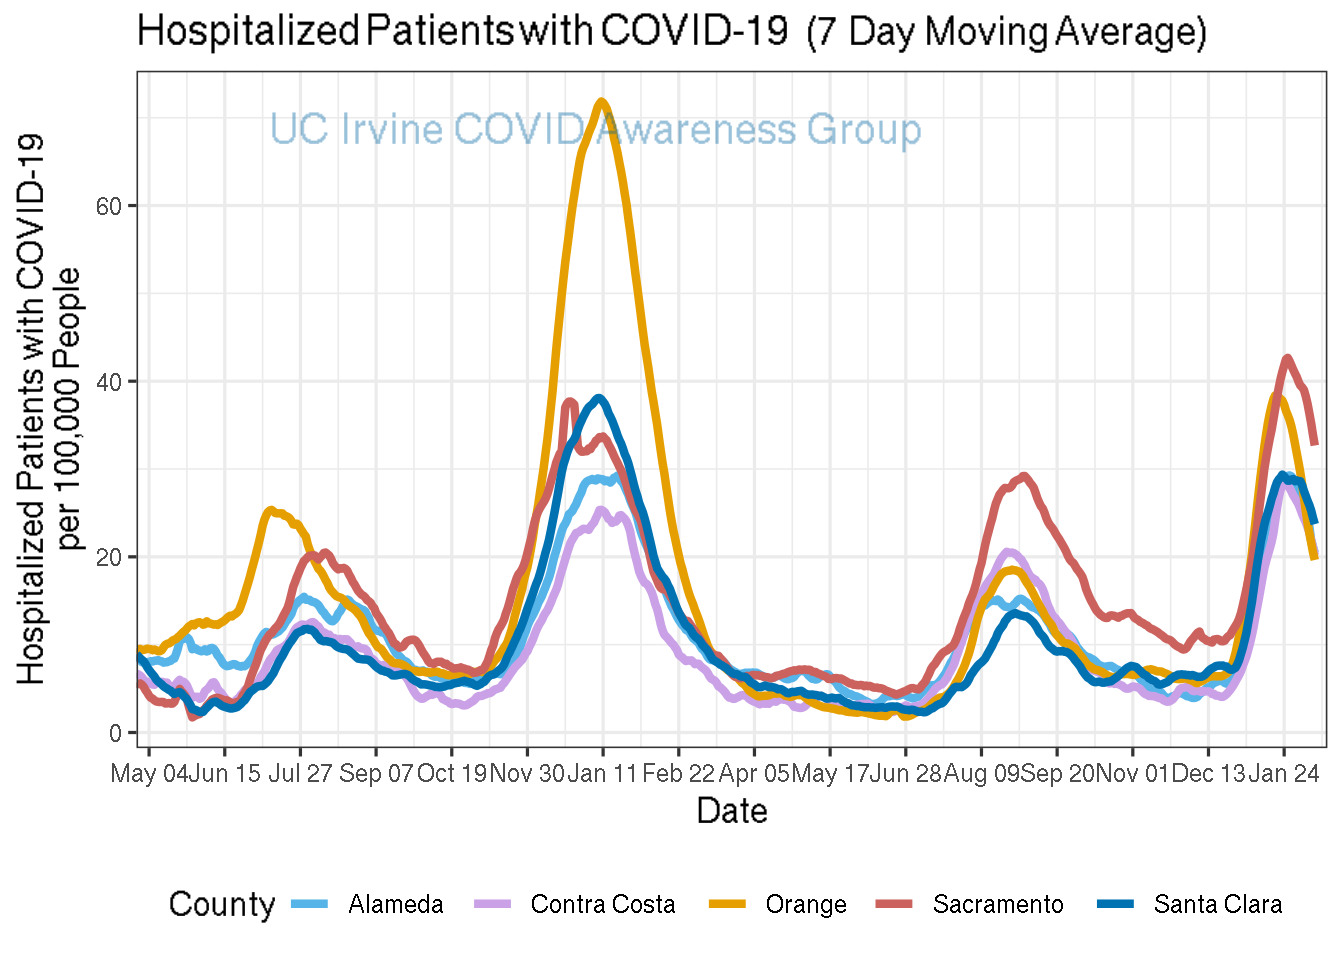 Hospitalized Patients with COVID-19 (7 Day Moving Average)
UC Irvine COVID Awareness Group
Hospitalized Patients with COVID-19
per 100,000 People
60
40
20
0
May 04 Jun 15 Jul 27 Sep 07 Oct 19 Nov 30 Jan 11 Feb 22 Apr 05 May 17 Jun 28 Aug 09 Sep 20 Nov 01 Dec 13 Jan 24
Date
County Alameda Contra Costa Orange Sacramento Santa Clara